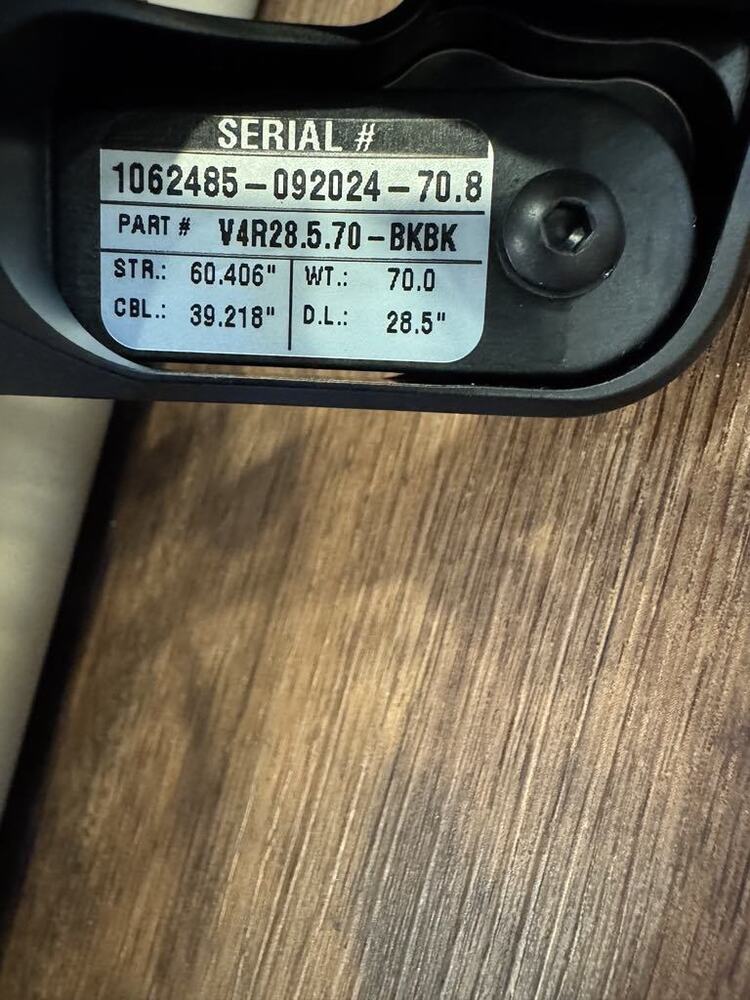 SERIAL #
1062485-092024-70.8
PART # V4R28.5.70-BKBK
STR.: 60.406" WT.: 70.0
CBL.: 39.218" D.L.: 28.5"